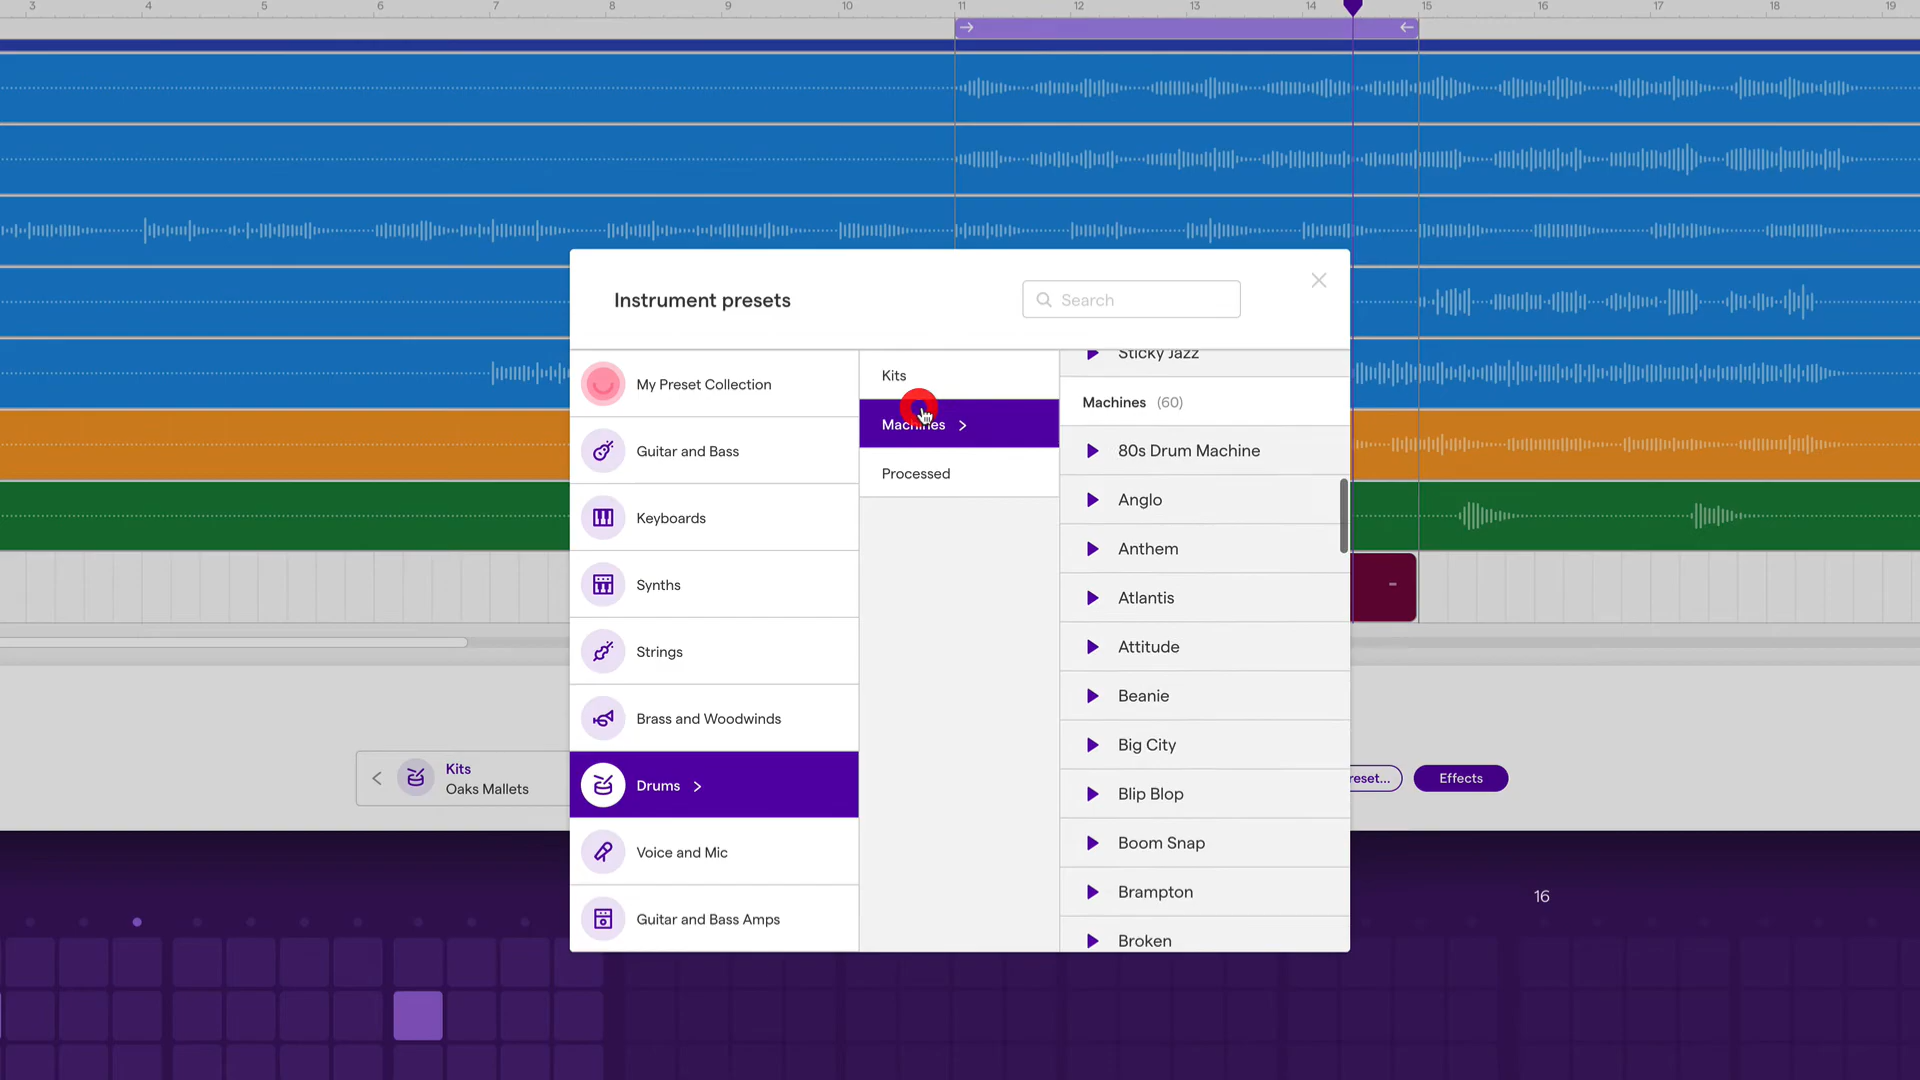 3 4 5 6 7 8 9 10 11 12 13 14 15 16 17 18 19
Instrument presets
Search
My Preset Collection
Guitar and Bass
Keyboards
Synths
Strings
Brass and Woodwinds
Drums
Voice and Mic
Guitar and Bass Amps
Kits
Machines
Processed
Sticky Jazz
Machines (60)
80s Drum Machine
Anglo
Anthem
Atlantis
Attitude
Beanie
Big City
Blip Blop
Boom Snap
Brampton
Broken
Kits
Oaks Mallets
reset...
Effects
16